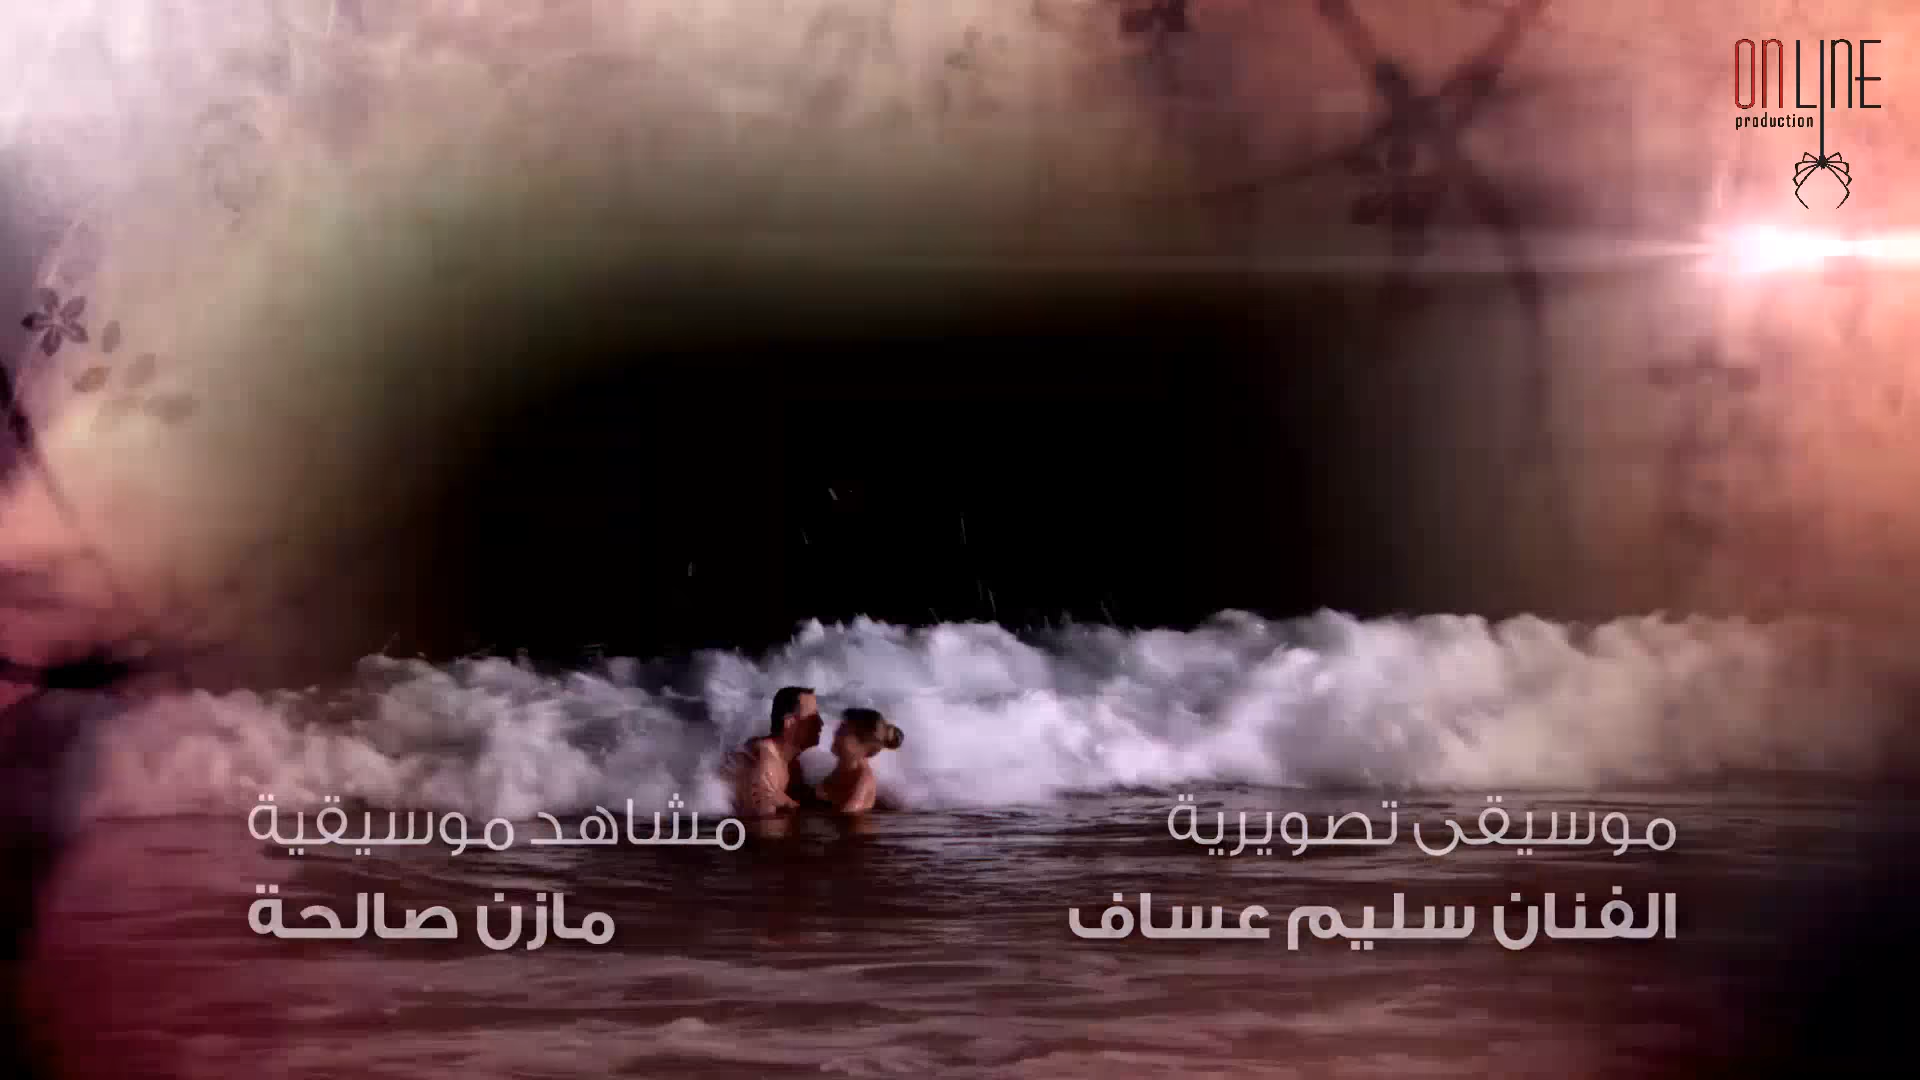 ONLINE
production
موسيقى تصويرية
الفنان سليم عساف
مشاهد موسيقية
مازن صالحة